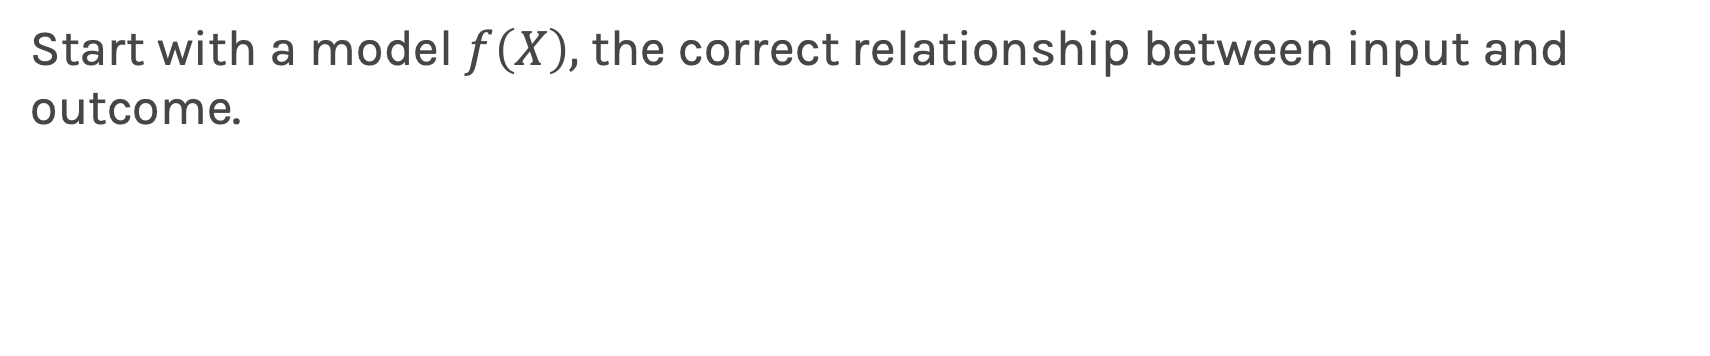 Start with a model f(X), the correct relationship between input and
outcome.